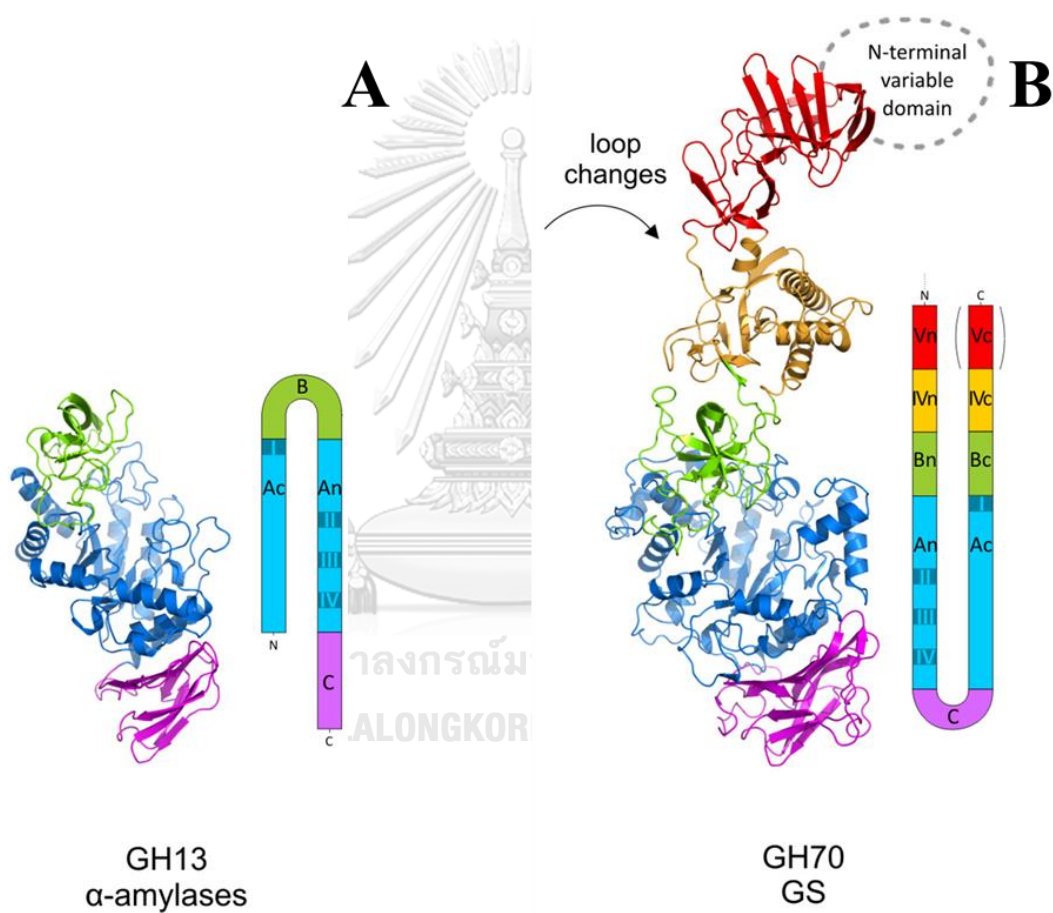 A
B
N-terminal
variable
domain
loop
changes
N
C
Vn
Vc
IVn
IVc
Bn
Bc
I
An
Ac
II
III
IV
C
B
I
Ac
An
II
III
IV
N
C
C
าลงกรณ์ม
ALONGKOR
GH13
α-amylases
GH70
GS